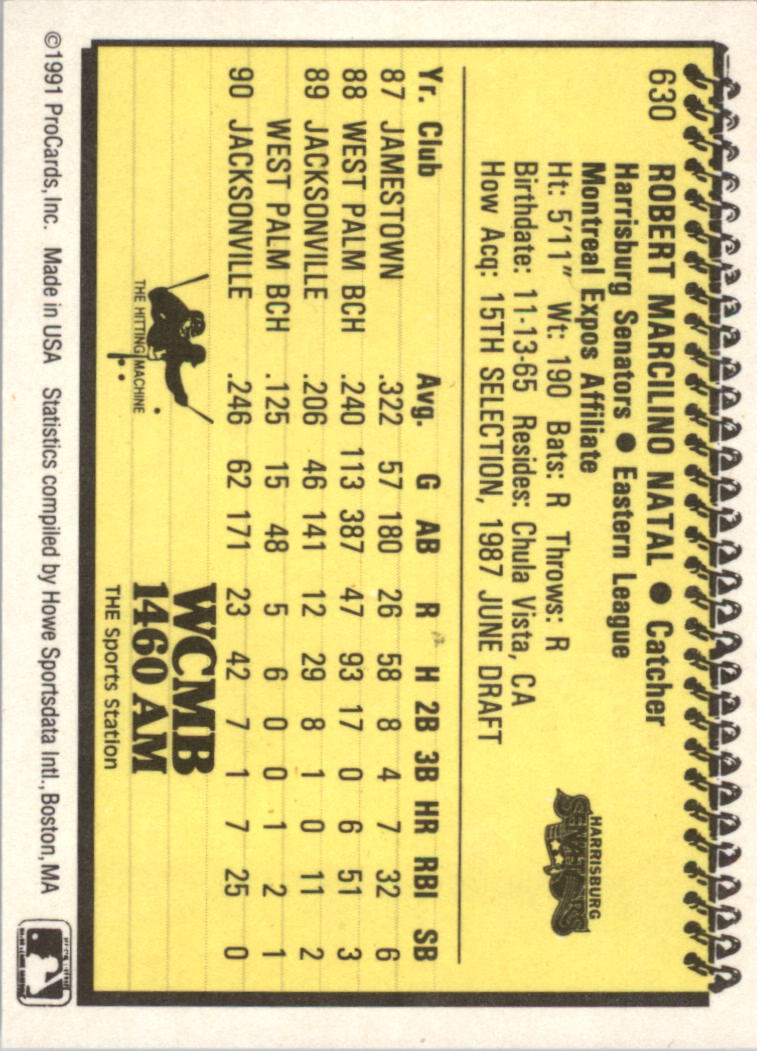 630 ROBERT MARCILINO NATAL ● Catcher
Harrisburg Senators ● Eastern League
Montreal Expos Affiliate
Ht: 5'11" Wt: 190 Bats: R Throws: R
Birthdate: 11-13-65 Resides: Chula Vista, CA
How Acq: 15TH SELECTION, 1987 JUNE DRAFT
HARRISBURG
SENATORS
Yr. Club Avg. G AB R H 2B 3B HR RBI SB
87 JAMESTOWN .322 57 180 26 58 8 4 7 32 6
88 WEST PALM BCH .240 113 387 47 93 17 0 6 51 3
89 JACKSONVILLE .206 46 141 12 29 8 1 0 11 2
WEST PALM BCH .125 15 48 5 6 0 0 1 2 1
90 JACKSONVILLE .246 62 171 23 42 7 1 7 25 0
THE HITTING MACHINE
WCMB
1460 AM
THE Sports Station
©1991 ProCards, Inc. Made in USA Statistics compiled by Howe Sportsdata Intl., Boston, MA